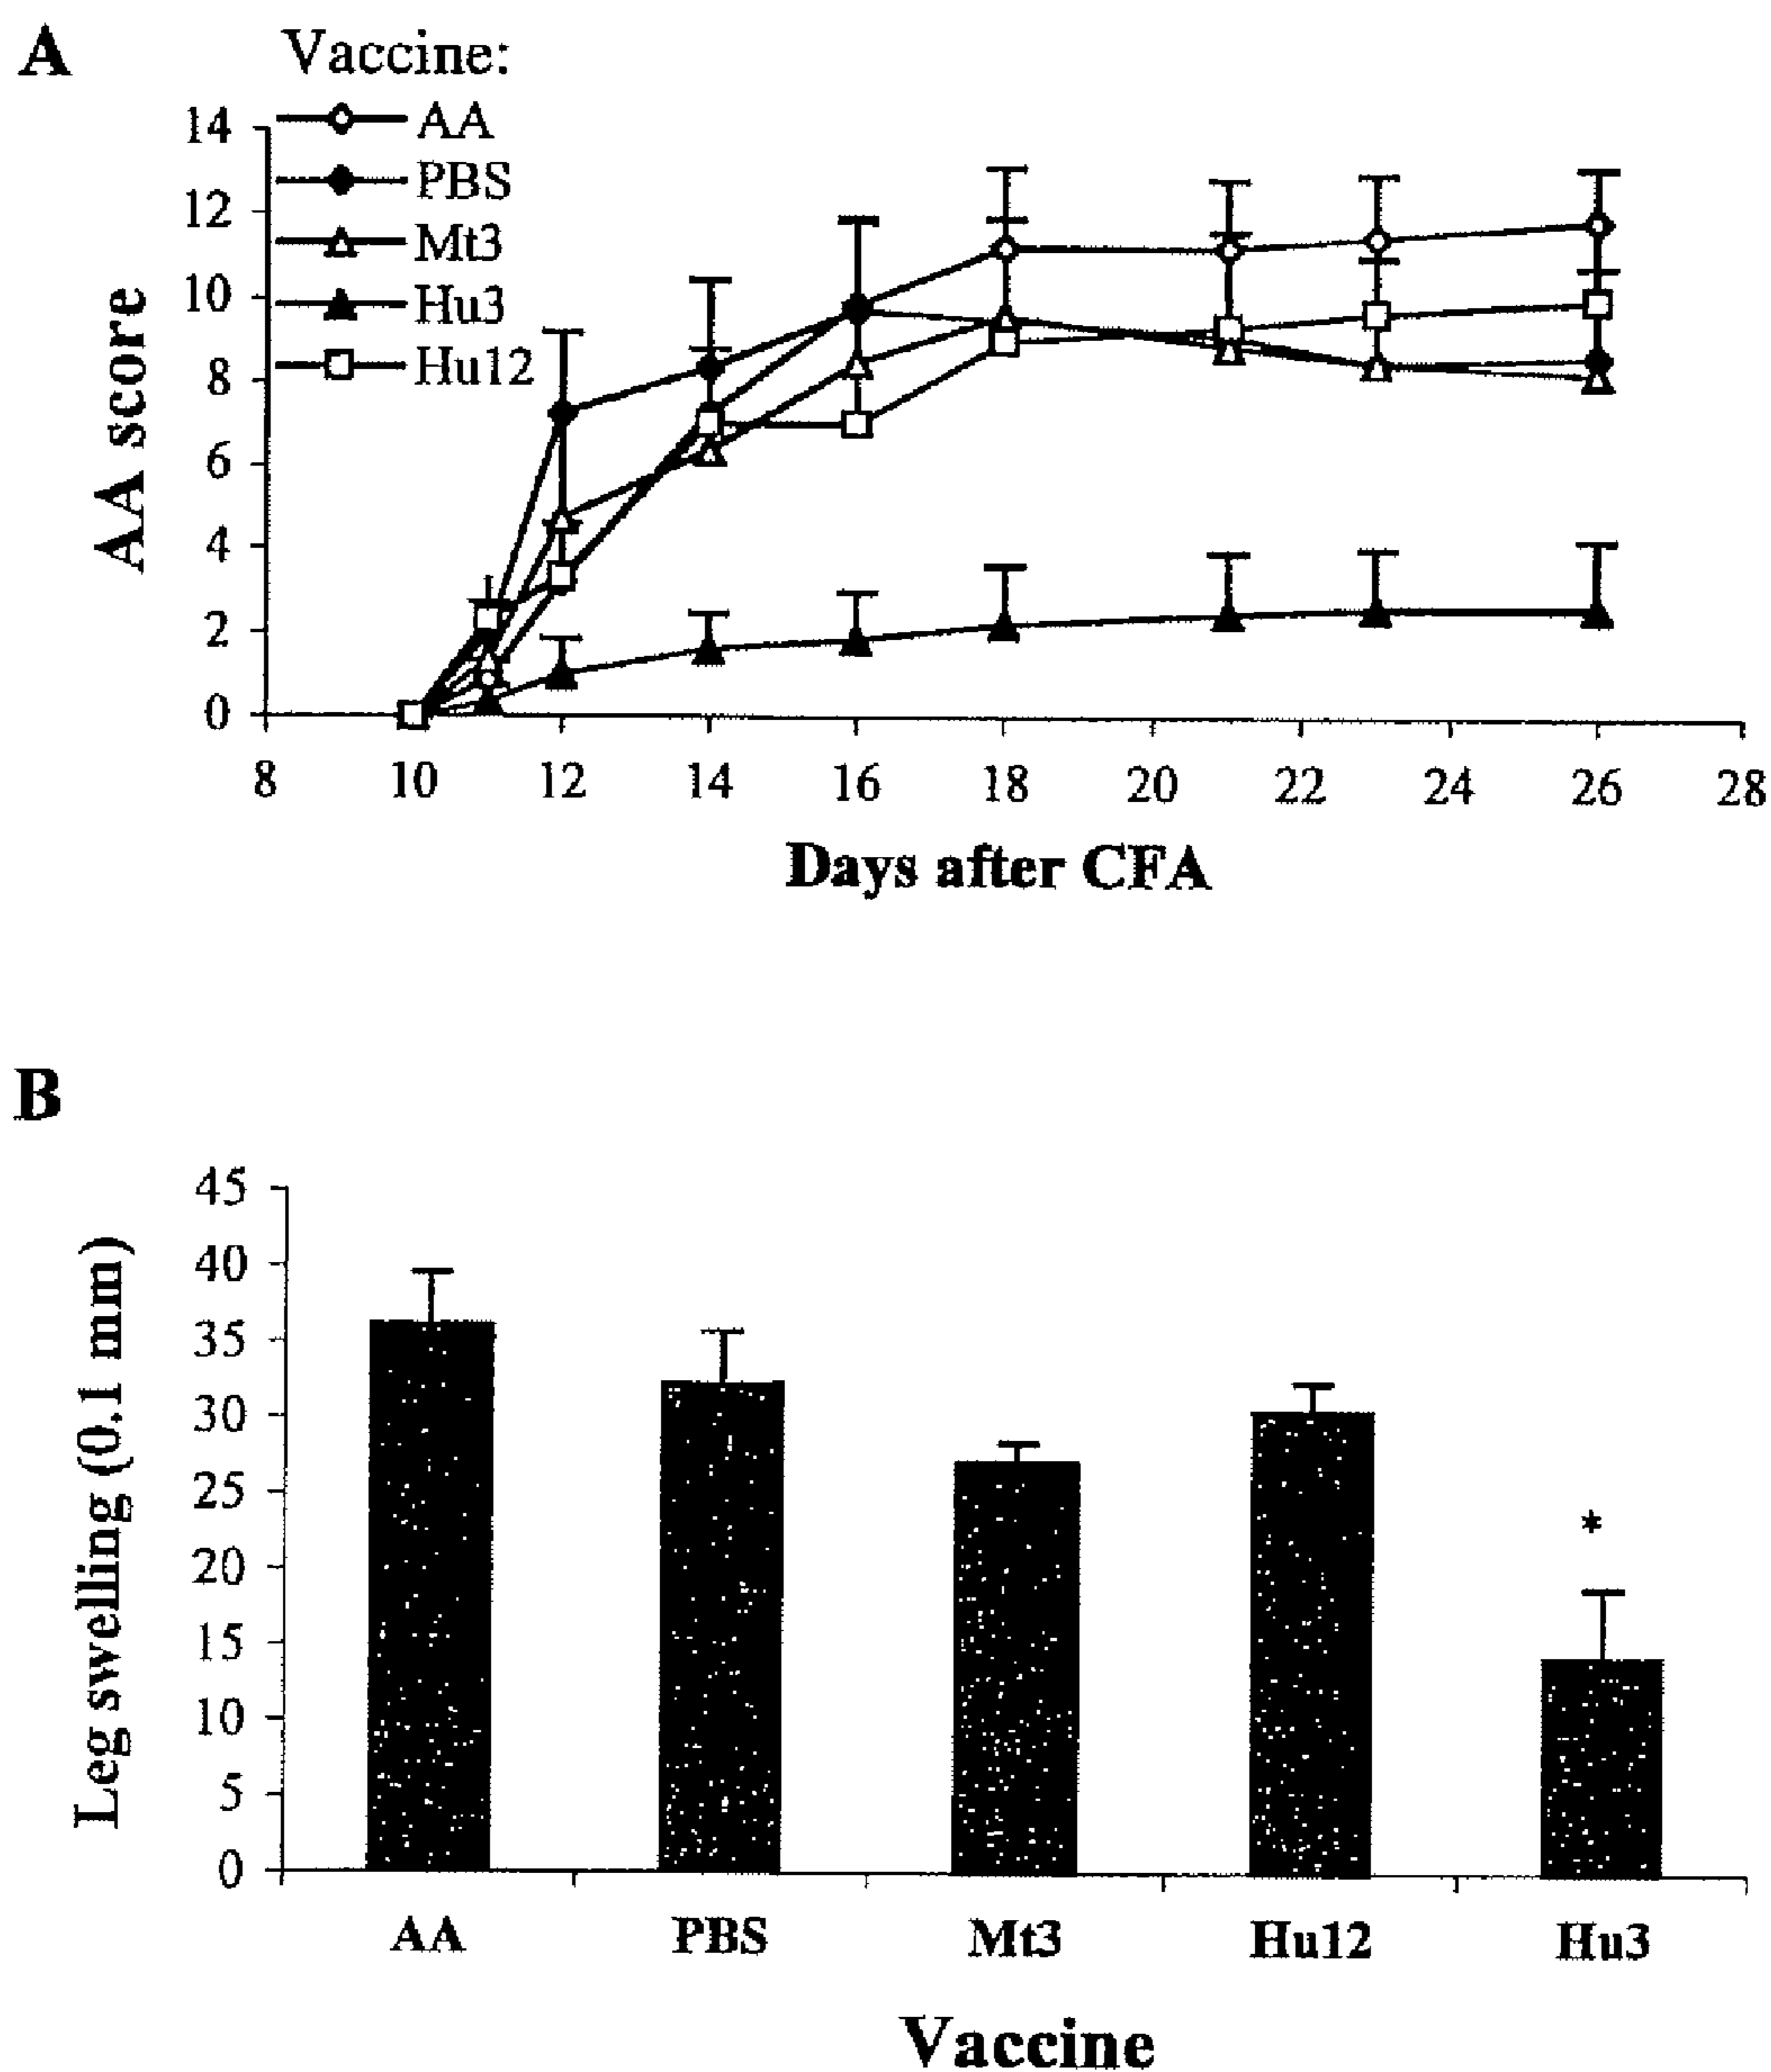 A
Vaccine:
AA
PBS
Mt3
Hu3
Hu12
14
12
10
8
6
4
2
0
AA score
8 10 12 14 16 18 20 22 24 26 28
Days after CFA
B
45
40
35
30
25
20
15
10
5
0
Leg swelling (0.1 mm)
*
AA PBS Mt3 Hu12 Hu3
Vaccine